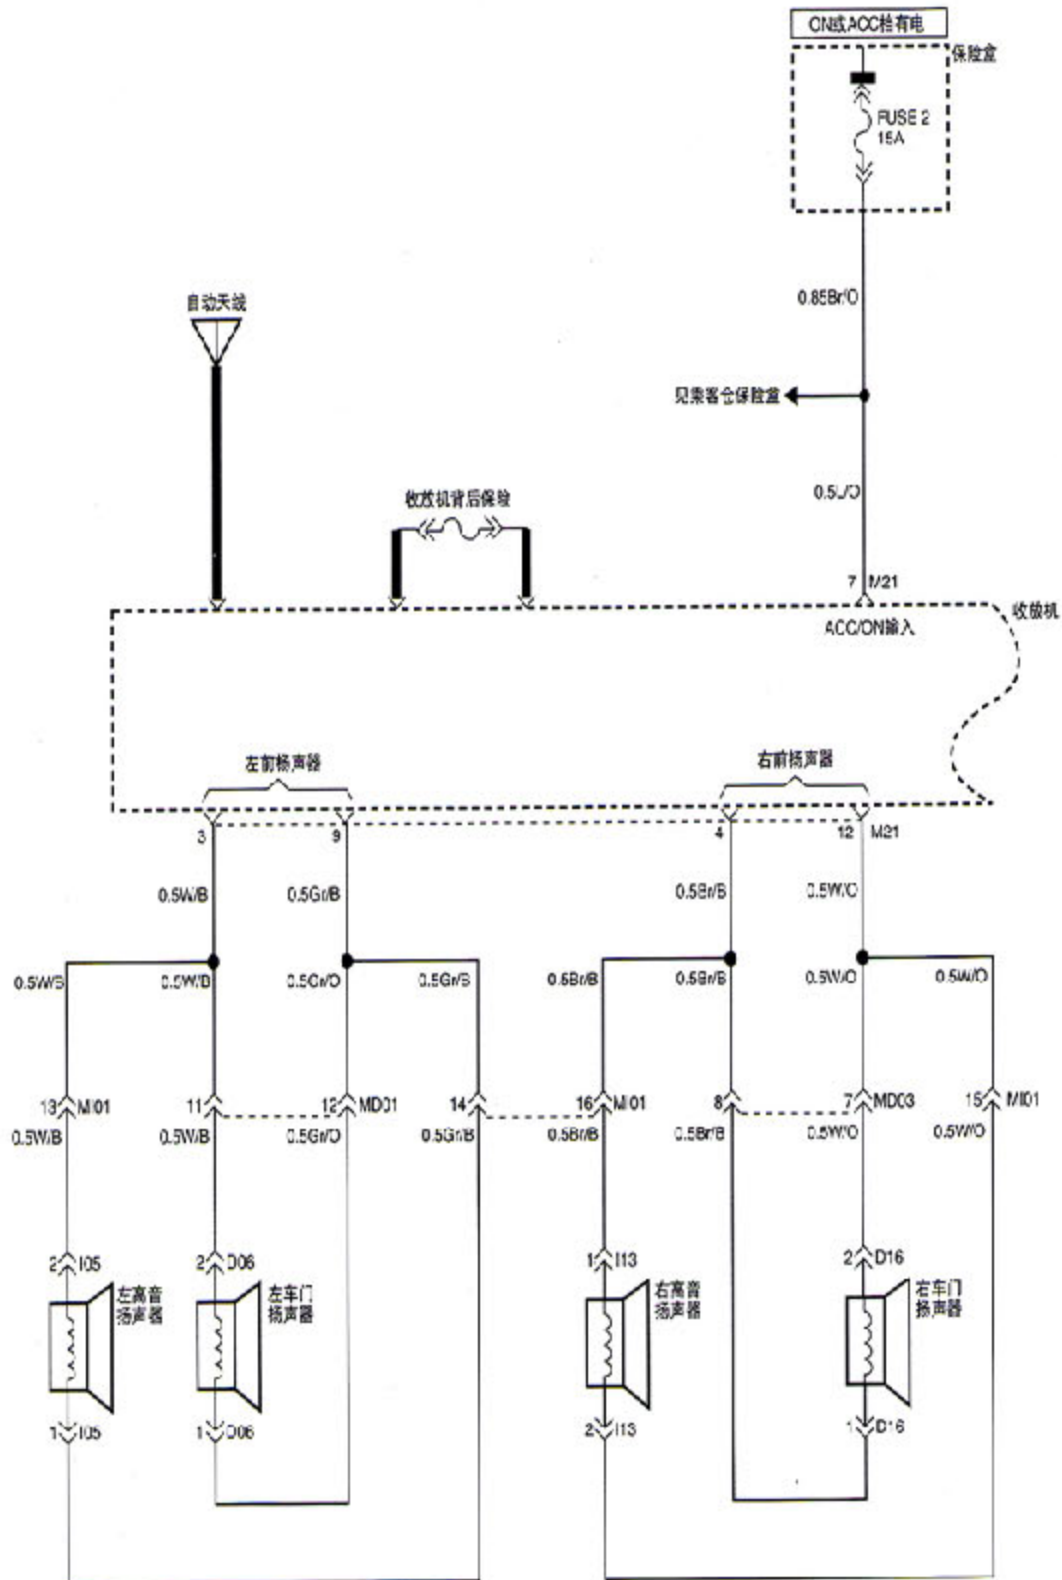 ON或ACC栓有电
保险盒
FUSE 2
15A
0.85Br/O
自动天线
见乘客仓保险盒
收放机背后保险
0.5L/O
7 M21
收放机
ACC/ON输入
左前扬声器
右前扬声器
3
9
4
12
M21
0.5W/B
0.5Gr/B
0.5Br/B
0.5W/O
0.5W/B
0.5W/B
0.5Gr/O
0.5Gr/B
0.5Br/B
0.5Br/B
0.5W/O
0.5W/O
13 MI01
11
12 MD01
14
16 MI01
8
7 MD03
15 MI01
0.5W/B
0.5W/B
0.5Gr/O
0.5Gr/B
0.5Br/B
0.5Br/B
0.5W/O
0.5W/O
2 I05
2 D06
1 I13
2 D16
左高音
扬声器
左车门
扬声器
右高音
扬声器
右车门
扬声器
1 I05
1 D06
2 I13
1 D16